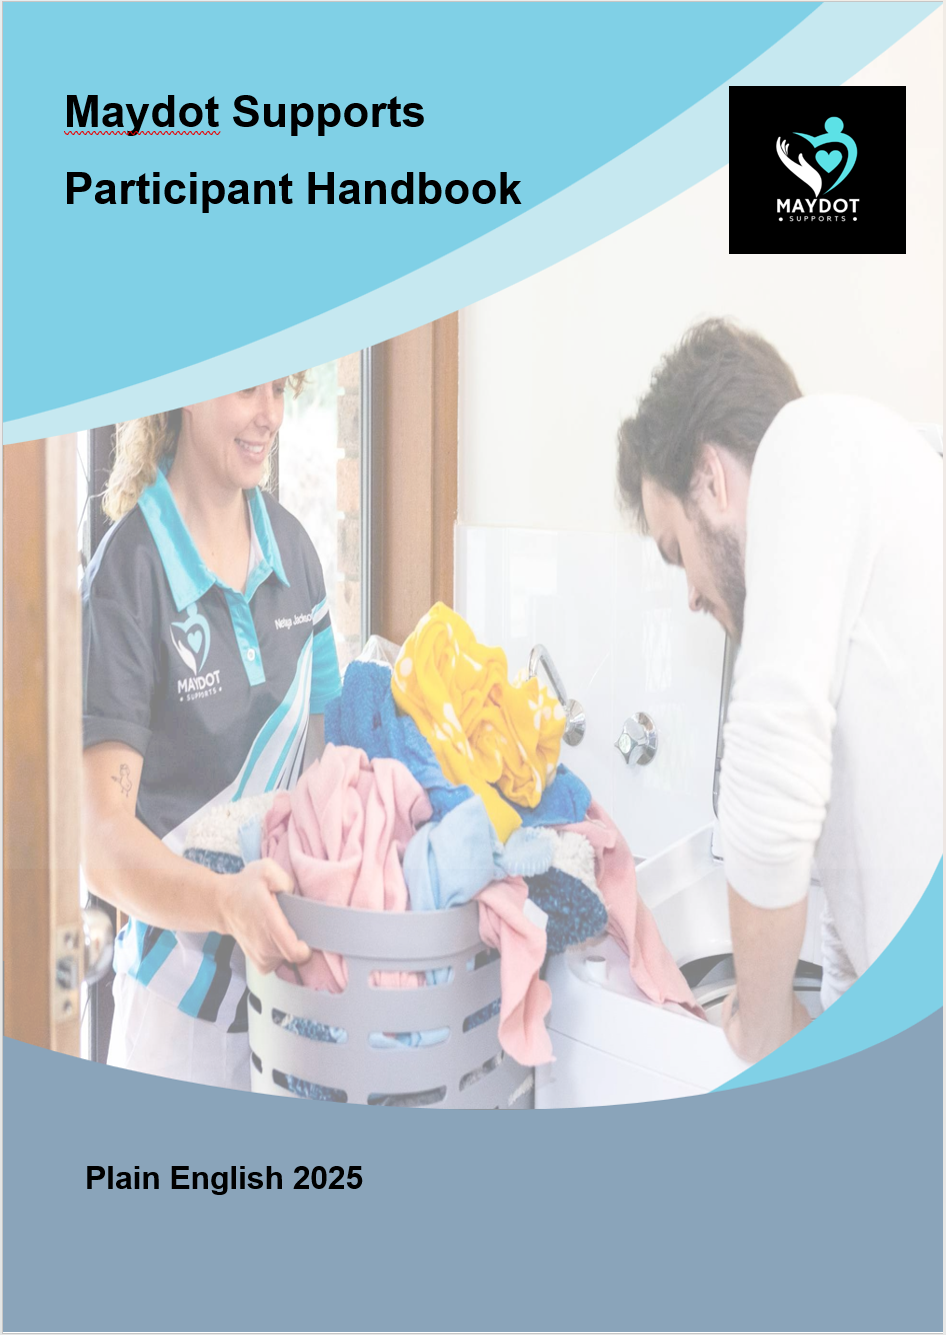 Maydot Supports
Participant Handbook
MAYDOT
• SUPPORTS •
MAYDOT
• SUPPORTS •
Plain English 2025